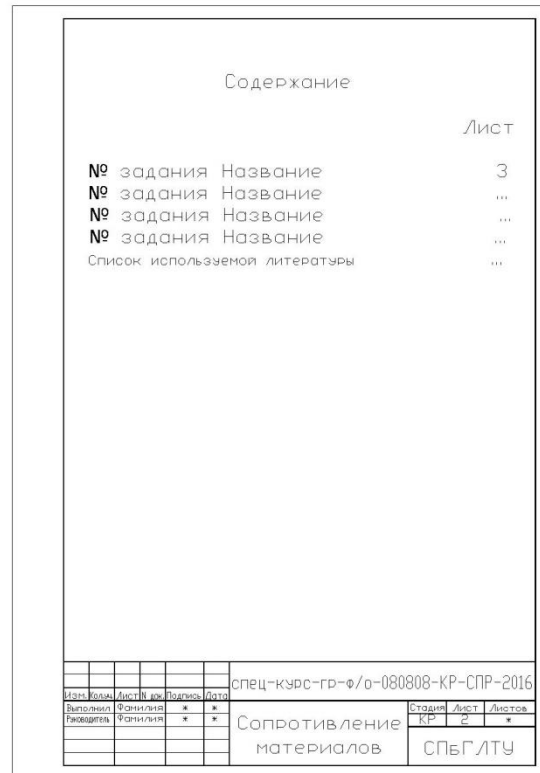 Содержание
Лист
№ задания Название 3
№ задания Название ...
№ задания Название ...
№ задания Название ...
Список используемой литературы ...
спец-курс-гр-ф/о-080808-КР-СПР-2016
Изм. Кол.уч. Лист N док. Подпись Дата
Выполнил Фамилия * *
Руководитель Фамилия * *
Сопротивление
материалов
Стадия Лист Листов
КР 2 *
СПбГЛТУ